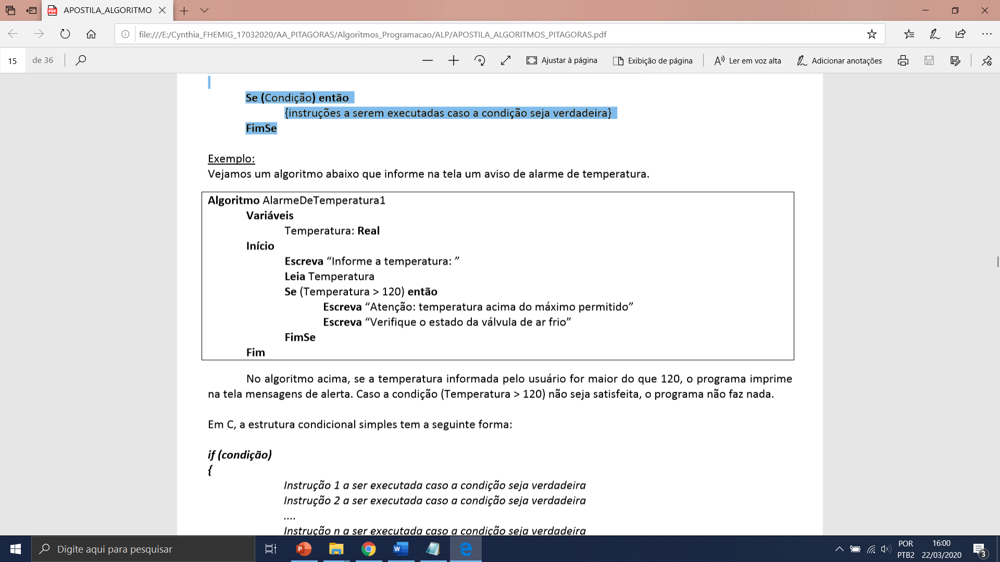 APOSTILA_ALGORITMO
file:///E:/Cynthia_FHEMIG_17032020/AA_PITAGORAS/Algoritmos_Programacao/ALP/APOSTILA_ALGORITMOS_PITAGORAS.pdf
15 de 36 Ajustar à página Exibição de página Ler em voz alta Adicionar anotações
Se (Condição) então
{instruções a serem executadas caso a condição seja verdadeira}
FimSe
Exemplo:
Vejamos um algoritmo abaixo que informe na tela um aviso de alarme de temperatura.
Algoritmo AlarmeDeTemperatura1
Variáveis
Temperatura: Real
Início
Escreva “Informe a temperatura: ”
Leia Temperatura
Se (Temperatura > 120) então
Escreva “Atenção: temperatura acima do máximo permitido”
Escreva “Verifique o estado da válvula de ar frio”
FimSe
Fim
No algoritmo acima, se a temperatura informada pelo usuário for maior do que 120, o programa imprime
na tela mensagens de alerta. Caso a condição (Temperatura > 120) não seja satisfeita, o programa não faz nada.
Em C, a estrutura condicional simples tem a seguinte forma:
if (condição)
{
Instrução 1 a ser executada caso a condição seja verdadeira
Instrução 2 a ser executada caso a condição seja verdadeira
....
Instrução n a ser executada caso a condição seja verdadeira
Digite aqui para pesquisar
POR
PTB2
16:00
22/03/2020
3